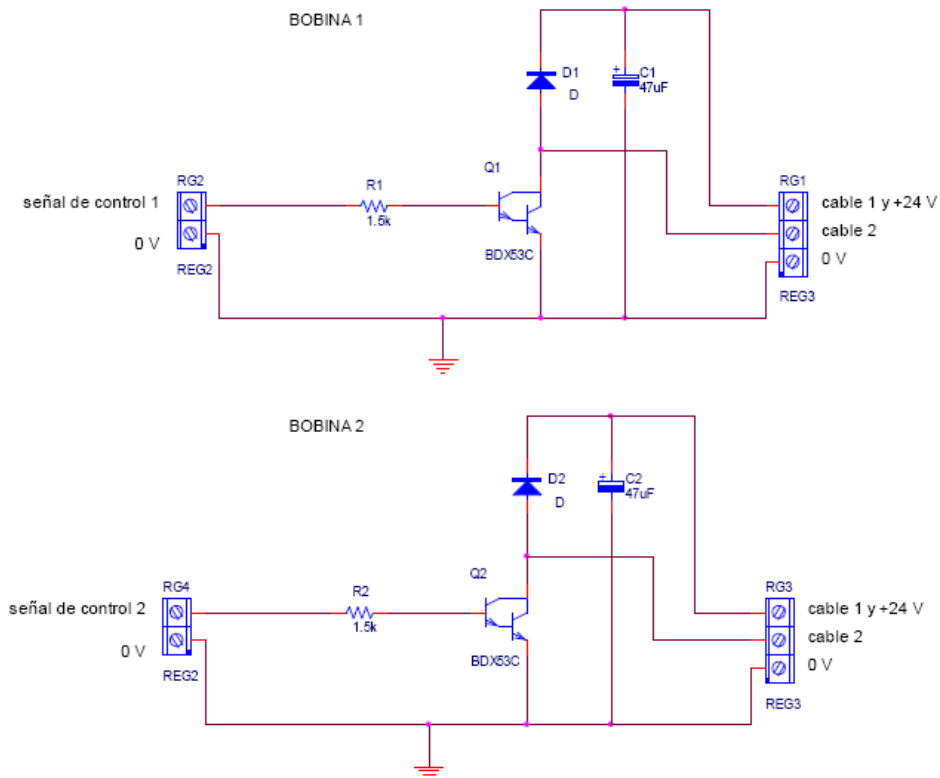 BOBINA 1
D1
D
+
C1
47uF
Q1
BDX53C
R1
1.5k
señal de control 1
0 V
RG2
REG2
RG1
cable 1 y +24 V
cable 2
0 V
REG3
BOBINA 2
D2
D
+
C2
47uF
Q2
BDX53C
R2
1.5k
señal de control 2
0 V
RG4
REG2
RG3
cable 1 y +24 V
cable 2
0 V
REG3